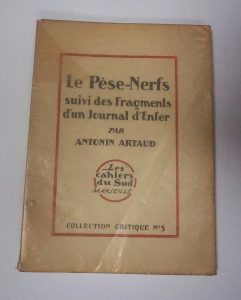 Le Pèse-Nerfs
suivi des Fragments
d'un Journal d'Enfer
PAR
ANTONIN ARTAUD
Les
cahiers
du Sud
MARSEILLE
COLLECTION CRITIQUE N°5